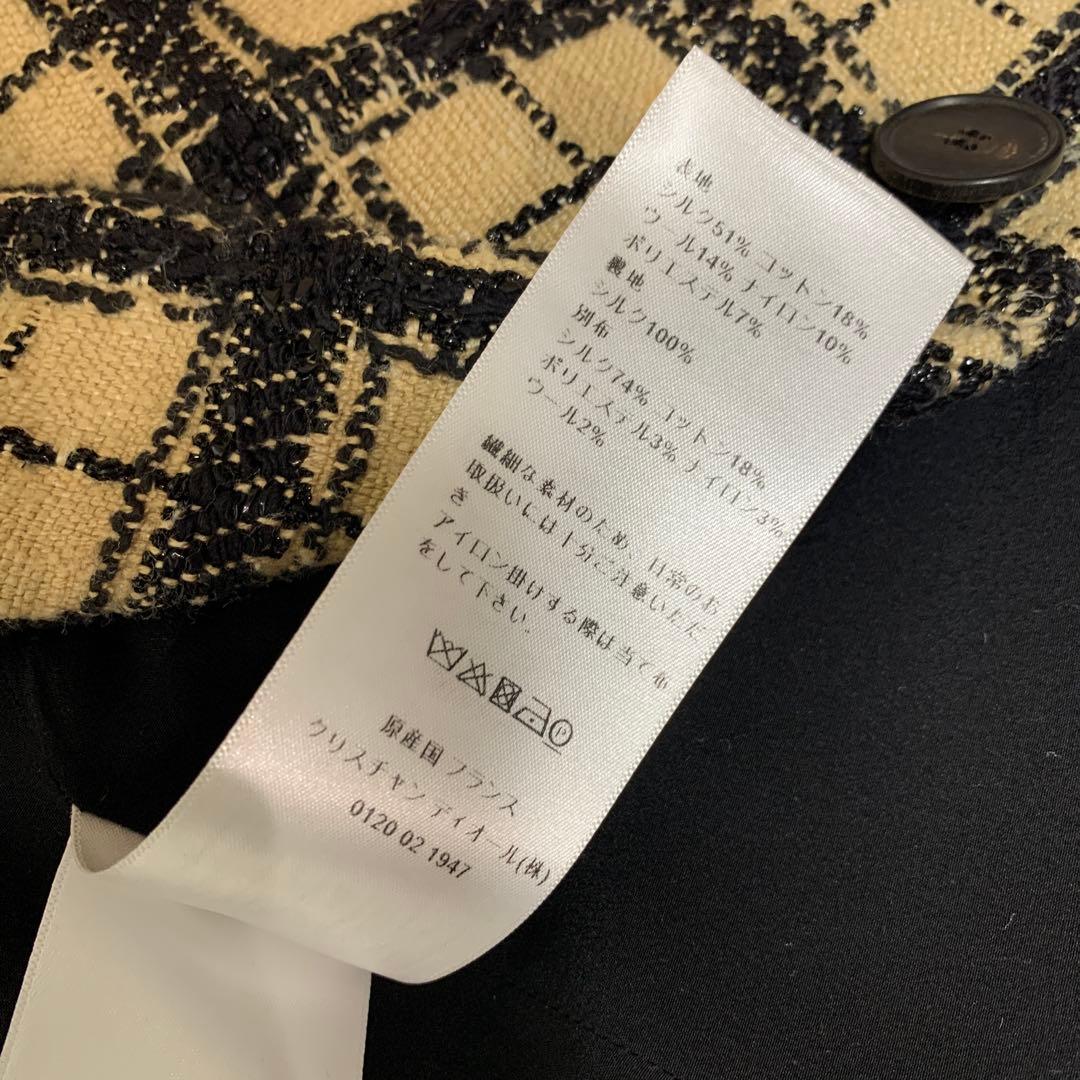 表地
シルク51% コットン18%
ウール14% ナイロン10%
ポリエステル7%
裏地
シルク100%
別布
シルク74% コットン18%
ポリエステル3% ナイロン3%
ウール2%
繊細な素材のため、日常のお
取扱いには十分ご注意いただ
き
アイロン掛けする際は当て布
をして下さい。
P
原産国 フランス
クリスチャン ディオール(株)
0120 02 1947